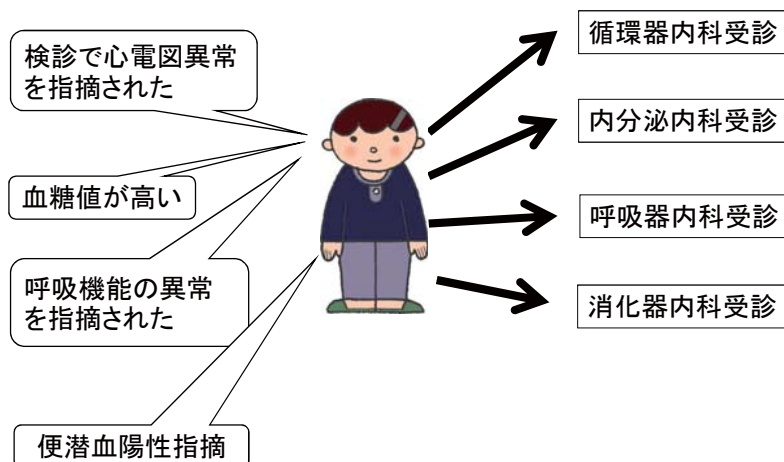 検診で心電図異常
を指摘された
血糖値が高い
呼吸機能の異常
を指摘された
便潜血陽性指摘
循環器内科受診
内分泌内科受診
呼吸器内科受診
消化器内科受診